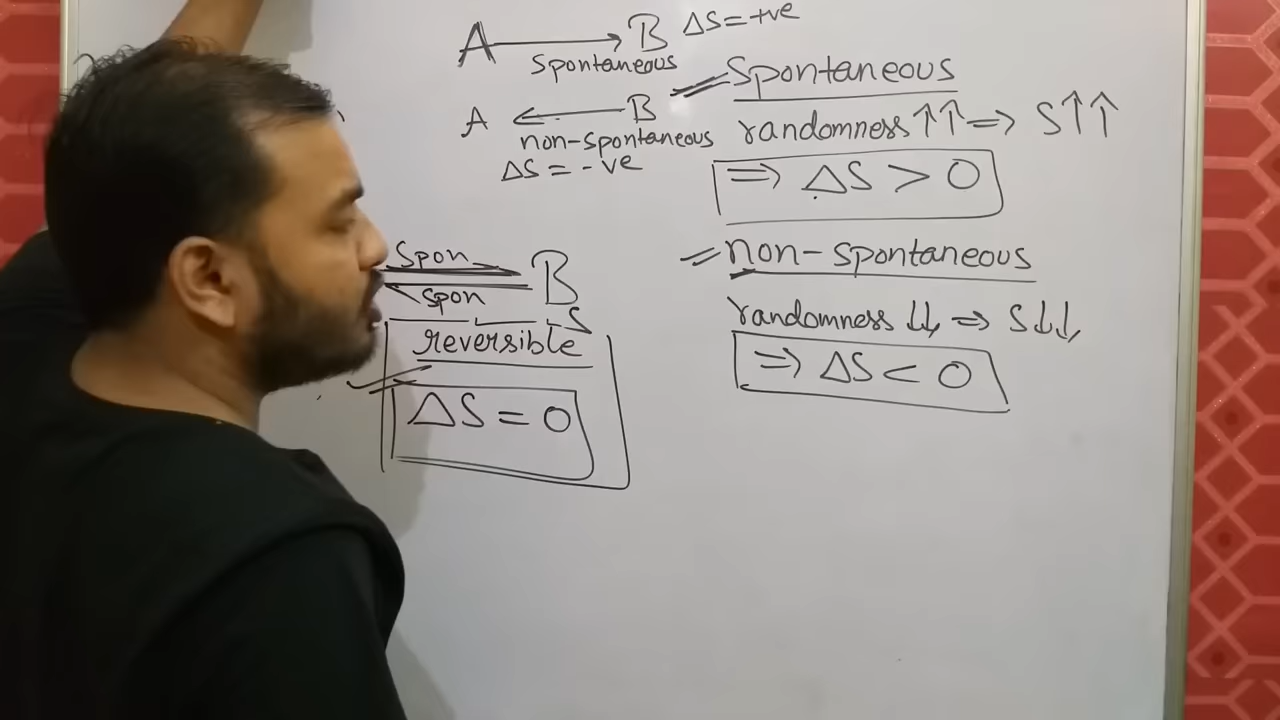 A ⟶ B ΔS = +ve
Spontaneous
A ⟵ B
non-spontaneous
ΔS = -ve
Spontaneous
randomness ↑↑ ⇒ S↑↑
⇒ ΔS > 0
Spon
B
Spon
S
reversible
ΔS = 0
non-spontaneous
randomness ↓↓ ⇒ S↓↓
⇒ ΔS < 0